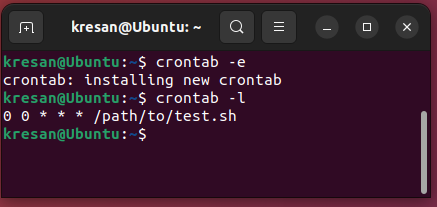 kresan@Ubuntu: ~
kresan@Ubuntu:~$ crontab -e
crontab: installing new crontab
kresan@Ubuntu:~$ crontab -l
0 0 * * * /path/to/test.sh
kresan@Ubuntu:~$